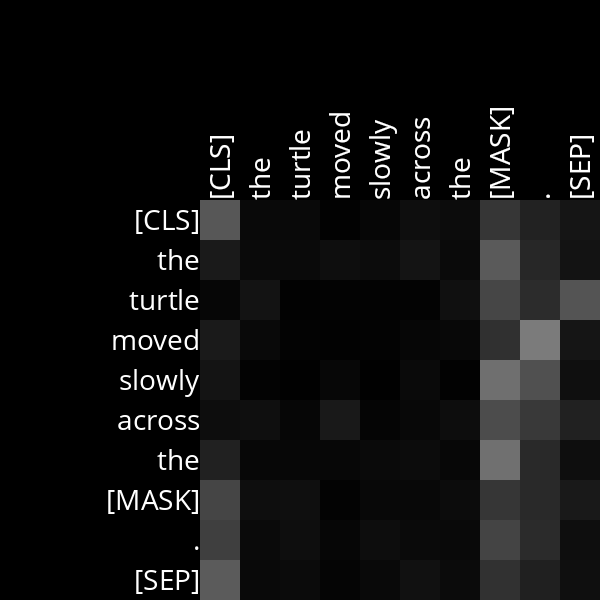 [CLS] the turtle moved slowly across the [MASK] . [SEP]
[CLS]
the
turtle
moved
slowly
across
the
[MASK]
.
[SEP]